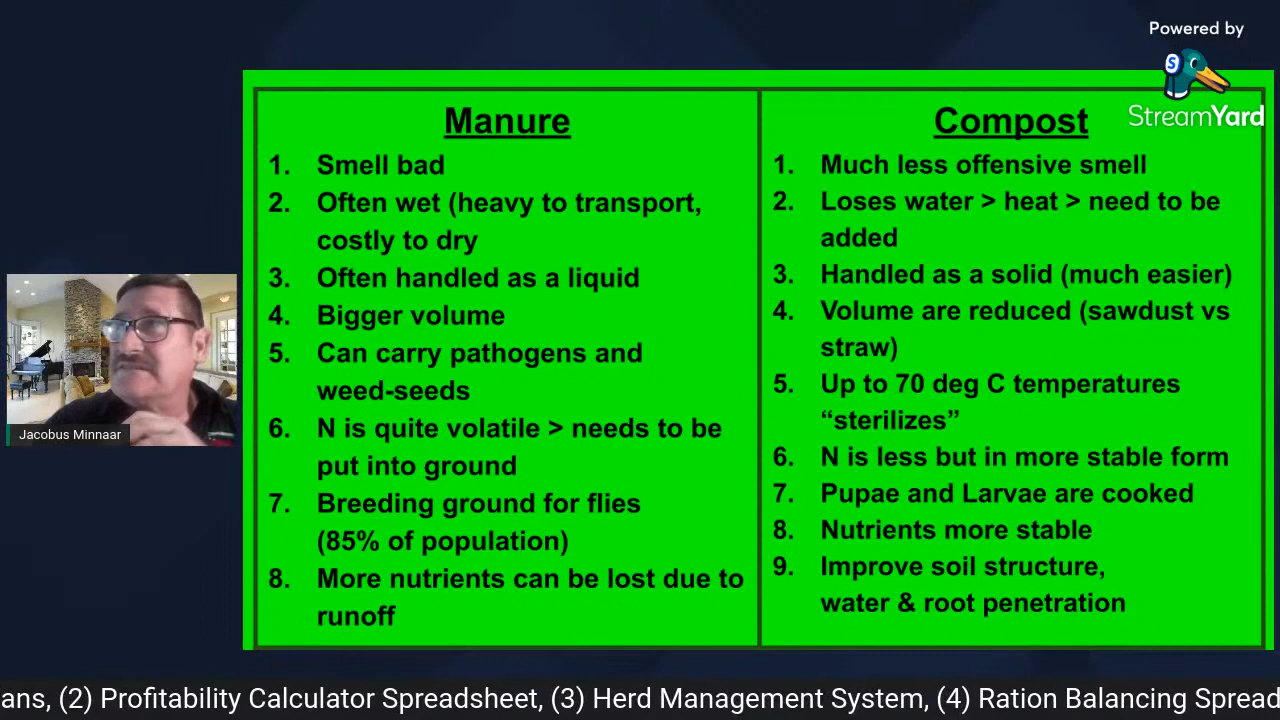 Powered by
S
StreamYard
Manure
1. Smell bad
2. Often wet (heavy to transport,
costly to dry
3. Often handled as a liquid
4. Bigger volume
5. Can carry pathogens and
weed-seeds
6. N is quite volatile > needs to be
put into ground
7. Breeding ground for flies
(85% of population)
8. More nutrients can be lost due to
runoff
Compost
1. Much less offensive smell
2. Loses water > heat > need to be
added
3. Handled as a solid (much easier)
4. Volume are reduced (sawdust vs
straw)
5. Up to 70 deg C temperatures
“sterilizes”
6. N is less but in more stable form
7. Pupae and Larvae are cooked
8. Nutrients more stable
9. Improve soil structure,
water & root penetration
Jacobus Minnaar
ans, (2) Profitability Calculator Spreadsheet, (3) Herd Management System, (4) Ration Balancing Spread